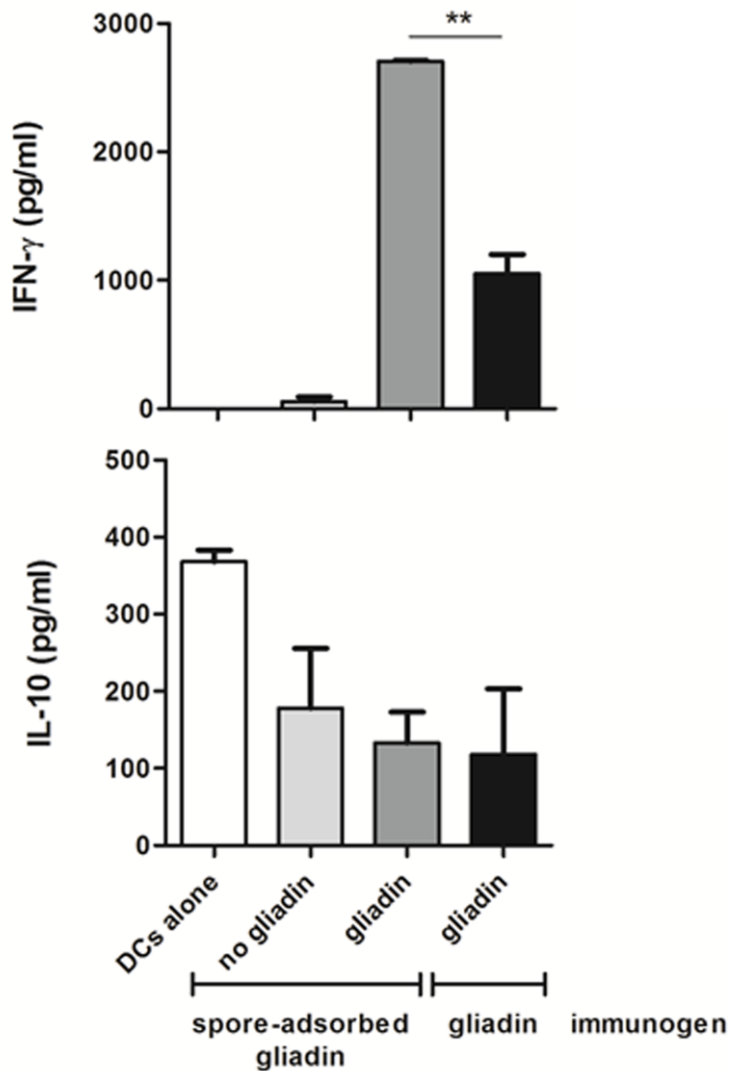 3000
**
2000
1000
0
IFN-γ (pg/ml)
500
400
300
200
100
0
IL-10 (pg/ml)
DCs alone
no gliadin
gliadin
gliadin
spore-adsorbed gliadin immunogen
gliadin